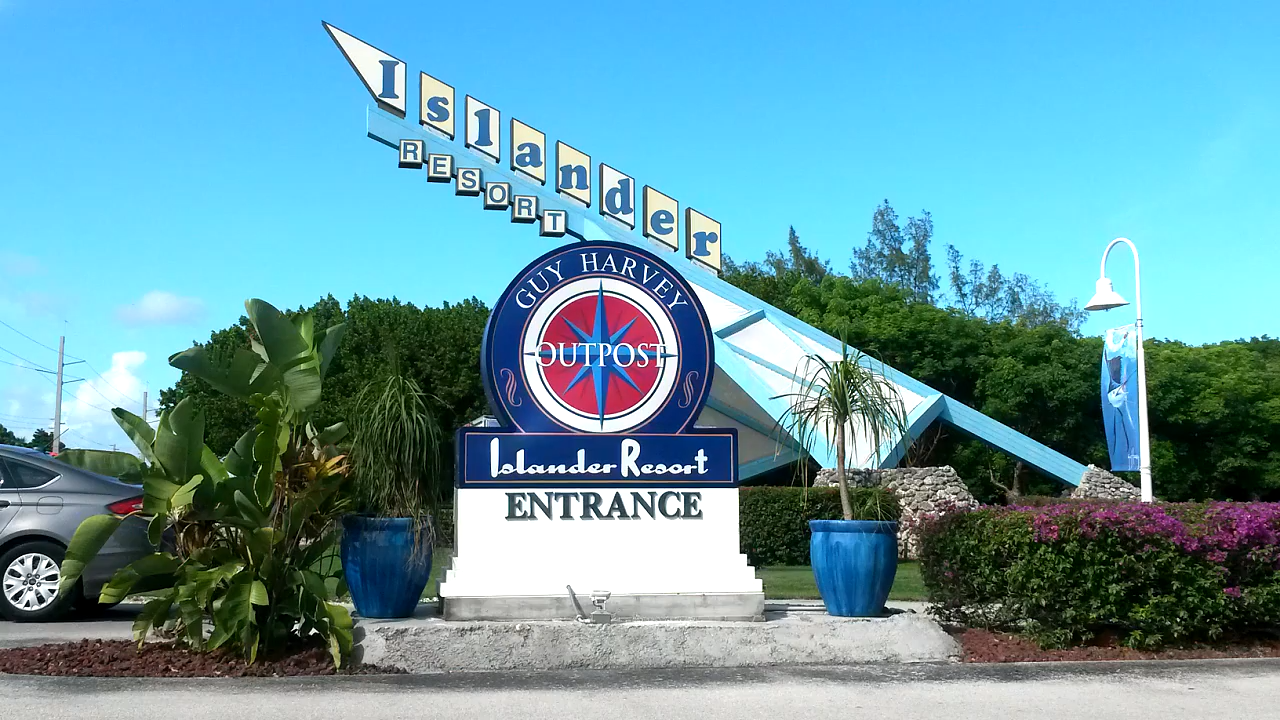 Islander
RESORT
GUY HARVEY
OUTPOST
Islander Resort
ENTRANCE